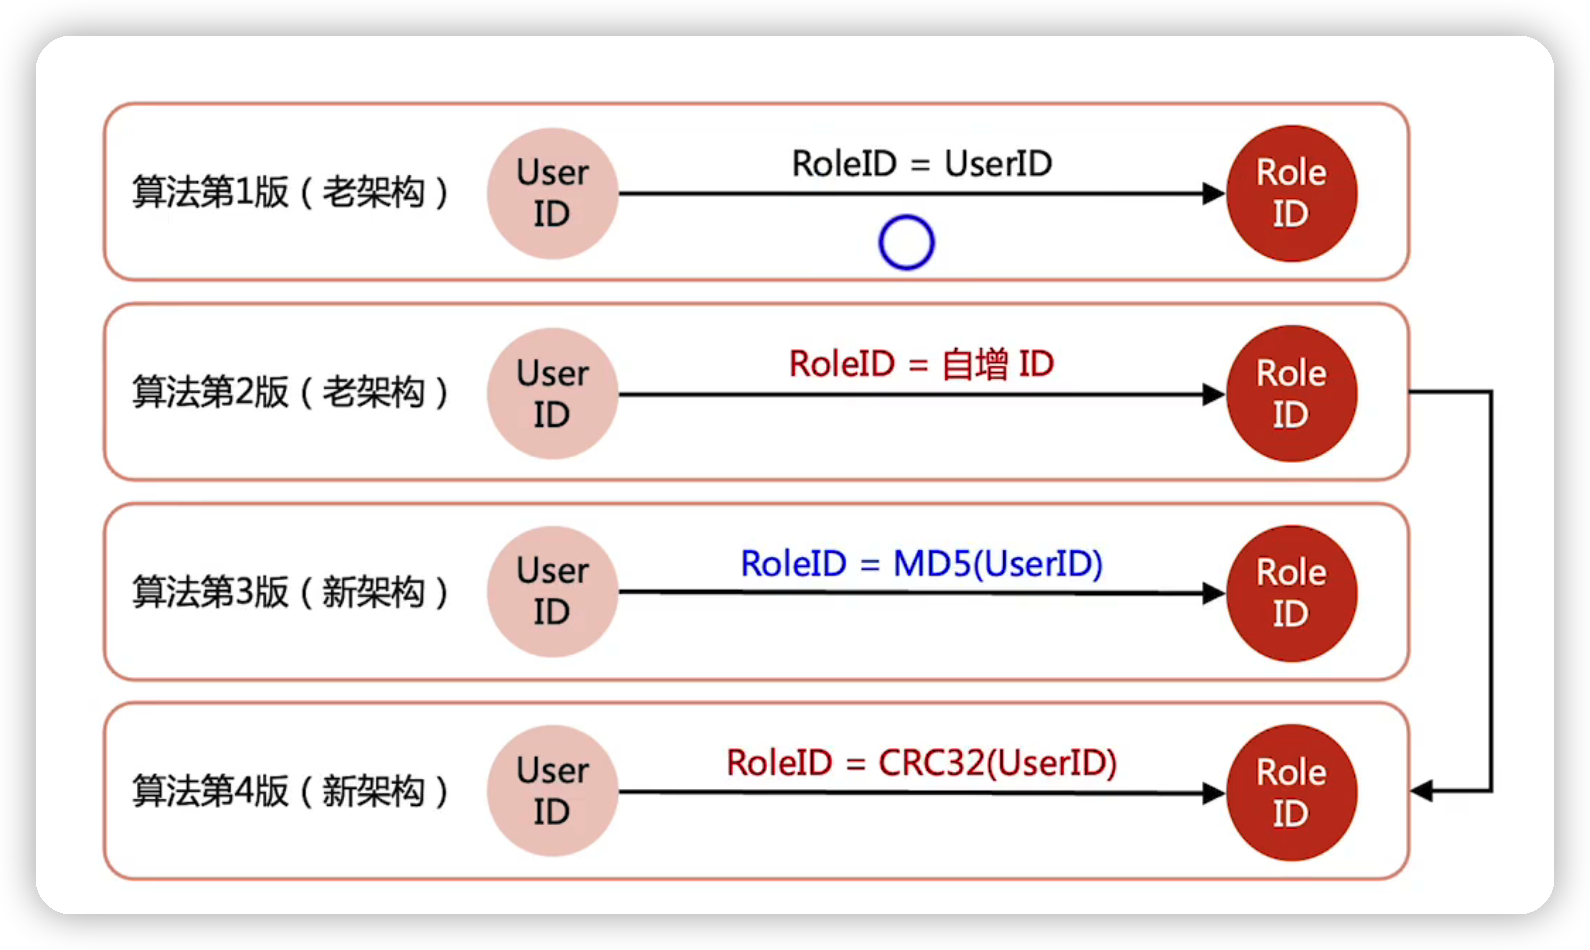 算法第1版（老架构）
User
ID
RoleID = UserID
Role
ID
算法第2版（老架构）
User
ID
RoleID = 自增 ID
Role
ID
算法第3版（新架构）
User
ID
RoleID = MD5(UserID)
Role
ID
算法第4版（新架构）
User
ID
RoleID = CRC32(UserID)
Role
ID